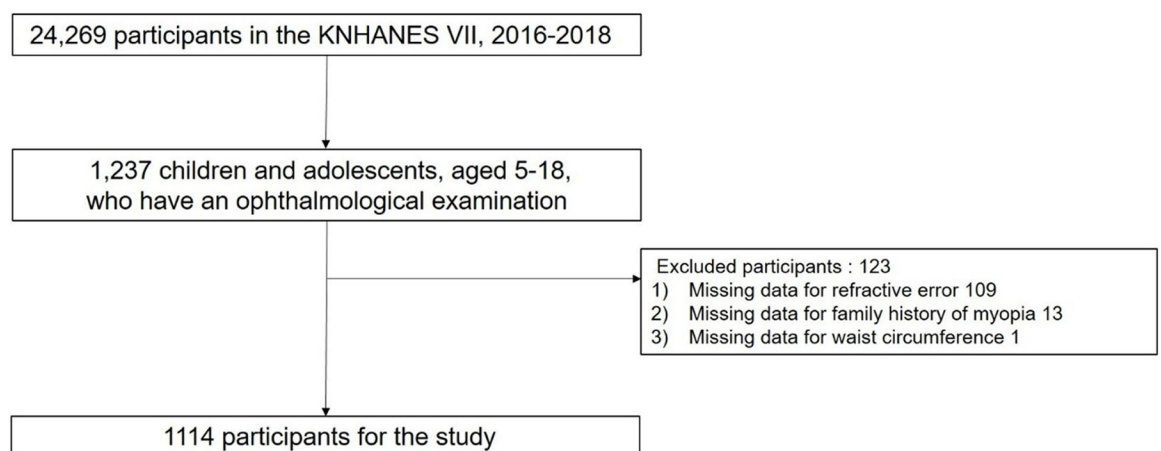 24,269 participants in the KNHANES VII, 2016-2018
1,237 children and adolescents, aged 5-18,
who have an ophthalmological examination
Excluded participants : 123
1) Missing data for refractive error 109
2) Missing data for family history of myopia 13
3) Missing data for waist circumference 1
1114 participants for the study